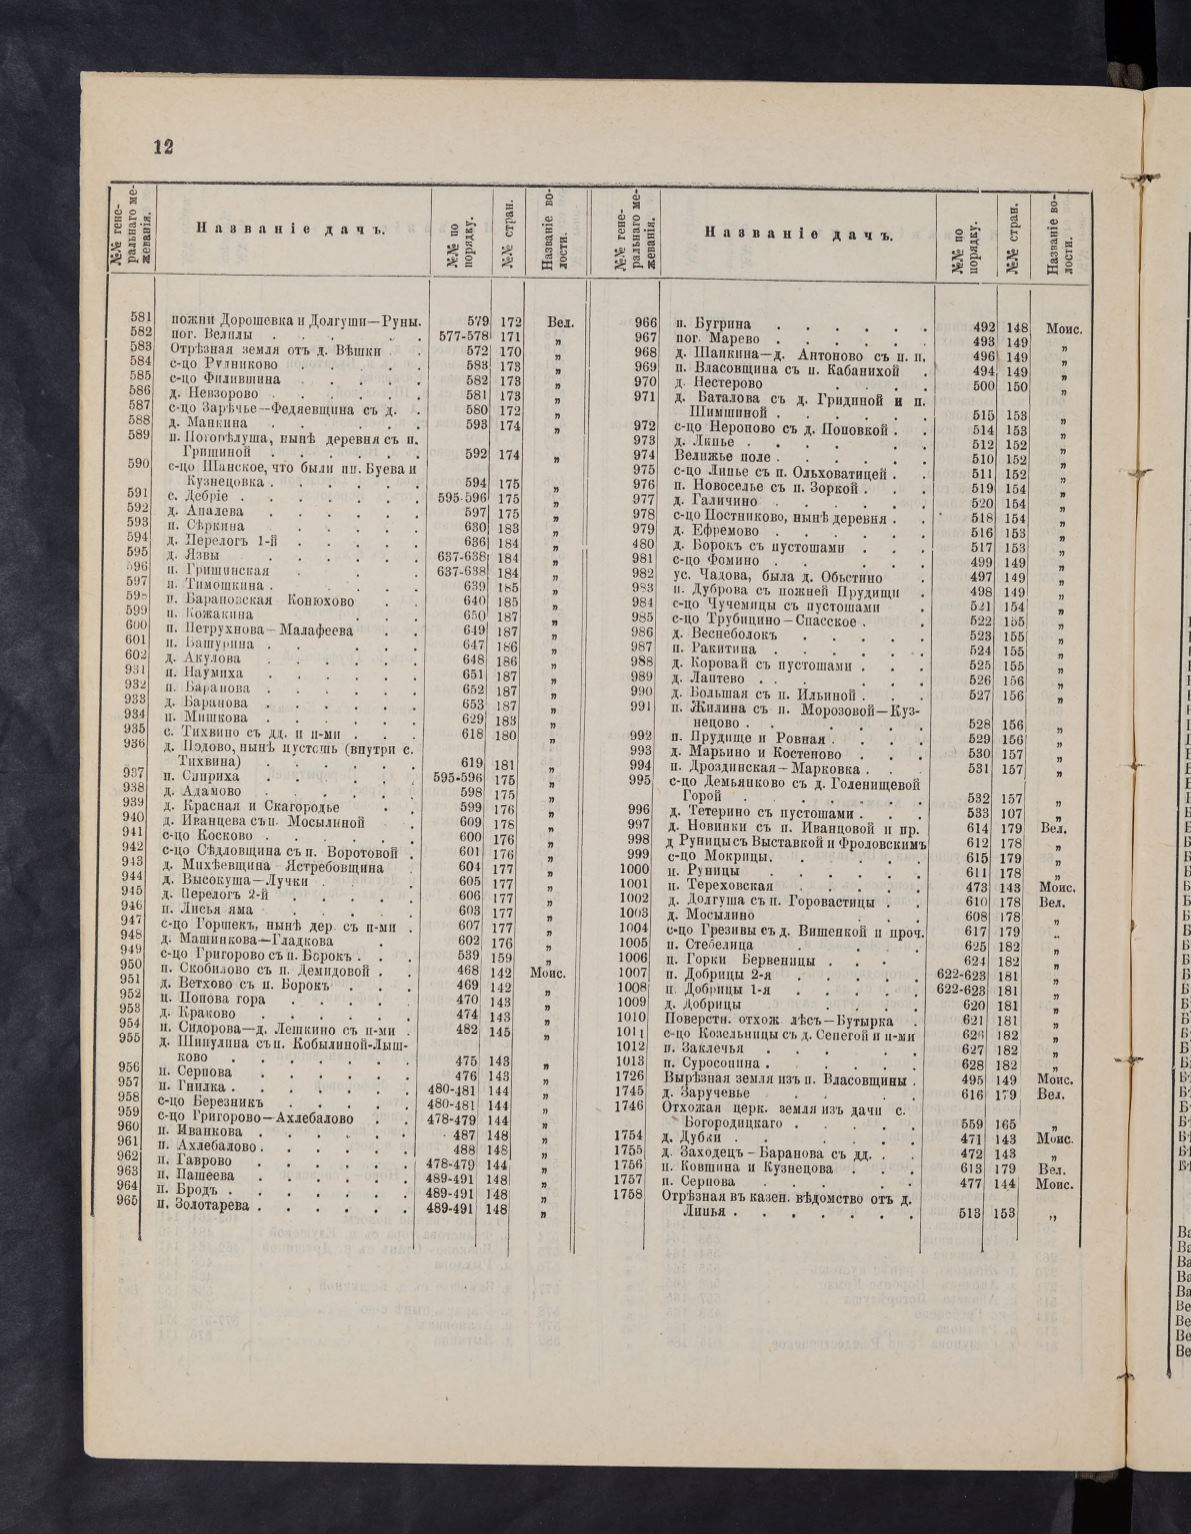 12
№№ гене-
ральнаго ме-
жеванія.
Названіе дачъ.
№№ по
порядку.
№№ стран.
Названіе во-
лости.
581 пожни Дорошевка и Долгуши—Руны. 579 172 Вел.
582 пог. Велилы . 577-578 171 „
583 Отрѣзная земля отъ д. Вѣшки . 572 170 „
584 с-цо Рупниково . 583 173 „
585 с-цо Филившина . 582 173 „
586 д. Невзорово . 581 173 „
587 с-цо Зарѣчье—Федяевщина съ д. . 580 172 „
588 д. Манкина . 593 174 „
589 п. Погорѣлуша, нынѣ деревня съ п.
Гришиной . 592 174 „
590 с-цо Шанское, что были пп. Буева и
Кузнецовка . 594 175 „
591 с. Дебріе . 595-596 175 „
592 д. Апалева . 597 175 „
593 п. Сѣркина . 630 183 „
594 д. Перелогъ 1-й . 636 184 „
595 д. Язвы . 637-638 184 „
596 п. Гришинская . 637-638 184 „
597 п. Тимошкина . 639 185 „
598 п. Барановская Конюхово . 640 185 „
599 п. Кожакина . 650 187 „
600 п. Петрухнова—Малафеева . 649 187 „
601 п. Башурина . 647 186 „
602 д. Акулова . 648 186 „
931 п. Наумиха . 651 187 „
932 п. Баранова . 652 187 „
933 д. Баранова . 653 187 „
934 п. Мишкова . 629 183 „
935 с. Тихвино съ дд. и п-ми . 618 180 „
936 д. Подово, нынѣ пустошь (внутри с.
Тихвина) . 619 181 „
937 п. Спириха . 595-596 175 „
938 д. Адамово . 598 175 „
939 д. Красная и Скагородье . 599 176 „
940 д. Иванцева съ п. Мосылиной . 609 178 „
941 с-цо Косково . 600 176 „
942 с-цо Сѣдловщина съ п. Воротовой . 601 176 „
943 д. Михѣевщина Ястребовщина 604 177 „
944 д. Высокуша—Лучки . 605 177 „
945 д. Перелогъ 2-й . 606 177 „
946 п. Лисья яма . 603 177 „
947 с-цо Горшекъ, нынѣ дер. съ п-ми . 607 177 „
948 д. Машинкова—Гладкова . 602 176 „
949 с-цо Григорово съ п. Борокъ . 539 159 „
950 п. Скобилово съ п. Демидовой . 468 142 Моис.
951 д. Ветхово съ п. Борокъ . 469 142 „
952 п. Попова гора . 470 143 „
953 д. Краково . 474 143 „
954 п. Сидорова—д. Лешкино съ п-ми . 482 145 „
955 д. Шипулина съ п. Кобылиной-Лыш-
ково . 475 143 „
956 п. Серпова . 476 143 „
957 п. Гнилка . 480-481 144 „
958 с-цо Березникъ . 480-481 144 „
959 с-цо Григорово—Ахлебалово . 478-479 144 „
960 п. Иванкова . 487 148 „
961 п. Ахлебалово . 488 148 „
962 п. Гаврово . 478-479 144 „
963 п. Пашеева . 489-491 148 „
964 п. Бродъ . 489-491 148 „
965 п. Золотарева . 489-491 148 „
№№ гене-
ральнаго ме-
жеванія.
Названіе дачъ.
№№ по
порядку.
№№ стран.
Названіе во-
лости.
966 п. Бугрина . 492 148 Моис.
967 пог. Марево . 493 149 „
968 д. Шапкина—д. Антоново съ п. п. 496 149 „
969 п. Власовщина съ п. Кабанихой . 494 149 „
970 д. Нестерово . 500 150 „
971 д. Баталова съ д. Гридиной и п.
Шимшиной . 515 153 „
972 с-цо Нероново съ д. Поповкой . 514 153 „
973 д. Линье . 512 152 „
974 Велижье поле . 510 152 „
975 с-цо Линье съ п. Ольховатицей . 511 152 „
976 п. Новоселье съ п. Зоркой . 519 154 „
977 д. Галичино . 520 154 „
978 с-цо Постниково, нынѣ деревня . 518 154 „
979 д. Ефремово . 516 153 „
480 д. Борокъ съ пустошами . 517 153 „
981 с-цо Фомино . 499 149 „
982 ус. Чадова, была д. Обьстино . 497 149 „
983 п. Дуброва съ пожней Прудищи . 498 149 „
984 с-цо Чучемицы съ пустошами . 521 154 „
985 с-цо Трубицино—Спасское . 522 155 „
986 д. Веснеболокъ . 523 155 „
987 п. Ракитина . 524 155 „
988 д. Коровай съ пустошами . 525 155 „
989 д. Лаптево . 526 156 „
990 д. Большая съ п. Ильиной . 527 156 „
991 п. Жилина съ п. Морозовой—Куз-
нецово . 528 156 „
992 п. Прудище и Ровная . 529 156 „
993 д. Марьино и Костеново . 530 157 „
994 п. Дроздинская—Марковка . 531 157 „
995 с-цо Демьянково съ д. Голенищевой
Горой . 532 157 „
996 д. Тетерино съ пустошами . 533 107 „
997 д. Новинки съ п. Иванцовой и пр. 614 179 Вел.
998 д Руницы съ Выставкой и Фроловскимъ 612 178 „
999 с-цо Мокрицы . 615 179 „
1000 п. Руницы . 611 178 „
1001 п. Тереховская . 473 143 Моис.
1002 д. Долгуша съ п. Горовастицы . 610 178 Вел.
1003 д. Мосылино . 608 178 „
1004 с-цо Грезивы съ д. Вишенкой и проч. 617 179 „
1005 п. Стебелица . 625 182 „
1006 п. Горки Бервеницы . 624 182 „
1007 п. Добрицы 2-я . 622-623 181 „
1008 п. Добрицы 1-я . 622-623 181 „
1009 д. Добрицы . 620 181 „
1010 Поверстн. отхож лѣсъ—Бутырка . 621 181 „
1011 с-цо Козельницы съ д. Сепегой и п-ми 626 182 „
1012 п. Заклечья . 627 182 „
1013 п. Суросонина . 628 182 „
1726 Вырѣзная земля изъ п. Власовщины . 495 149 Моис.
1745 д. Заручевье . 616 179 Вел.
1746 Отхожая церк. земля изъ дачи с.
Богородицкаго . 559 165 „
1754 д. Дубки . 471 143 Моис.
1755 д. Заходецъ—Баранова съ дд. . 472 143 „
1756 п. Ковшина и Кузнецова . 613 179 Вел.
1757 п. Серпова . 477 144 Моис.
1758 Отрѣзная въ казен. вѣдомство отъ д.
Линья . 513 153 „